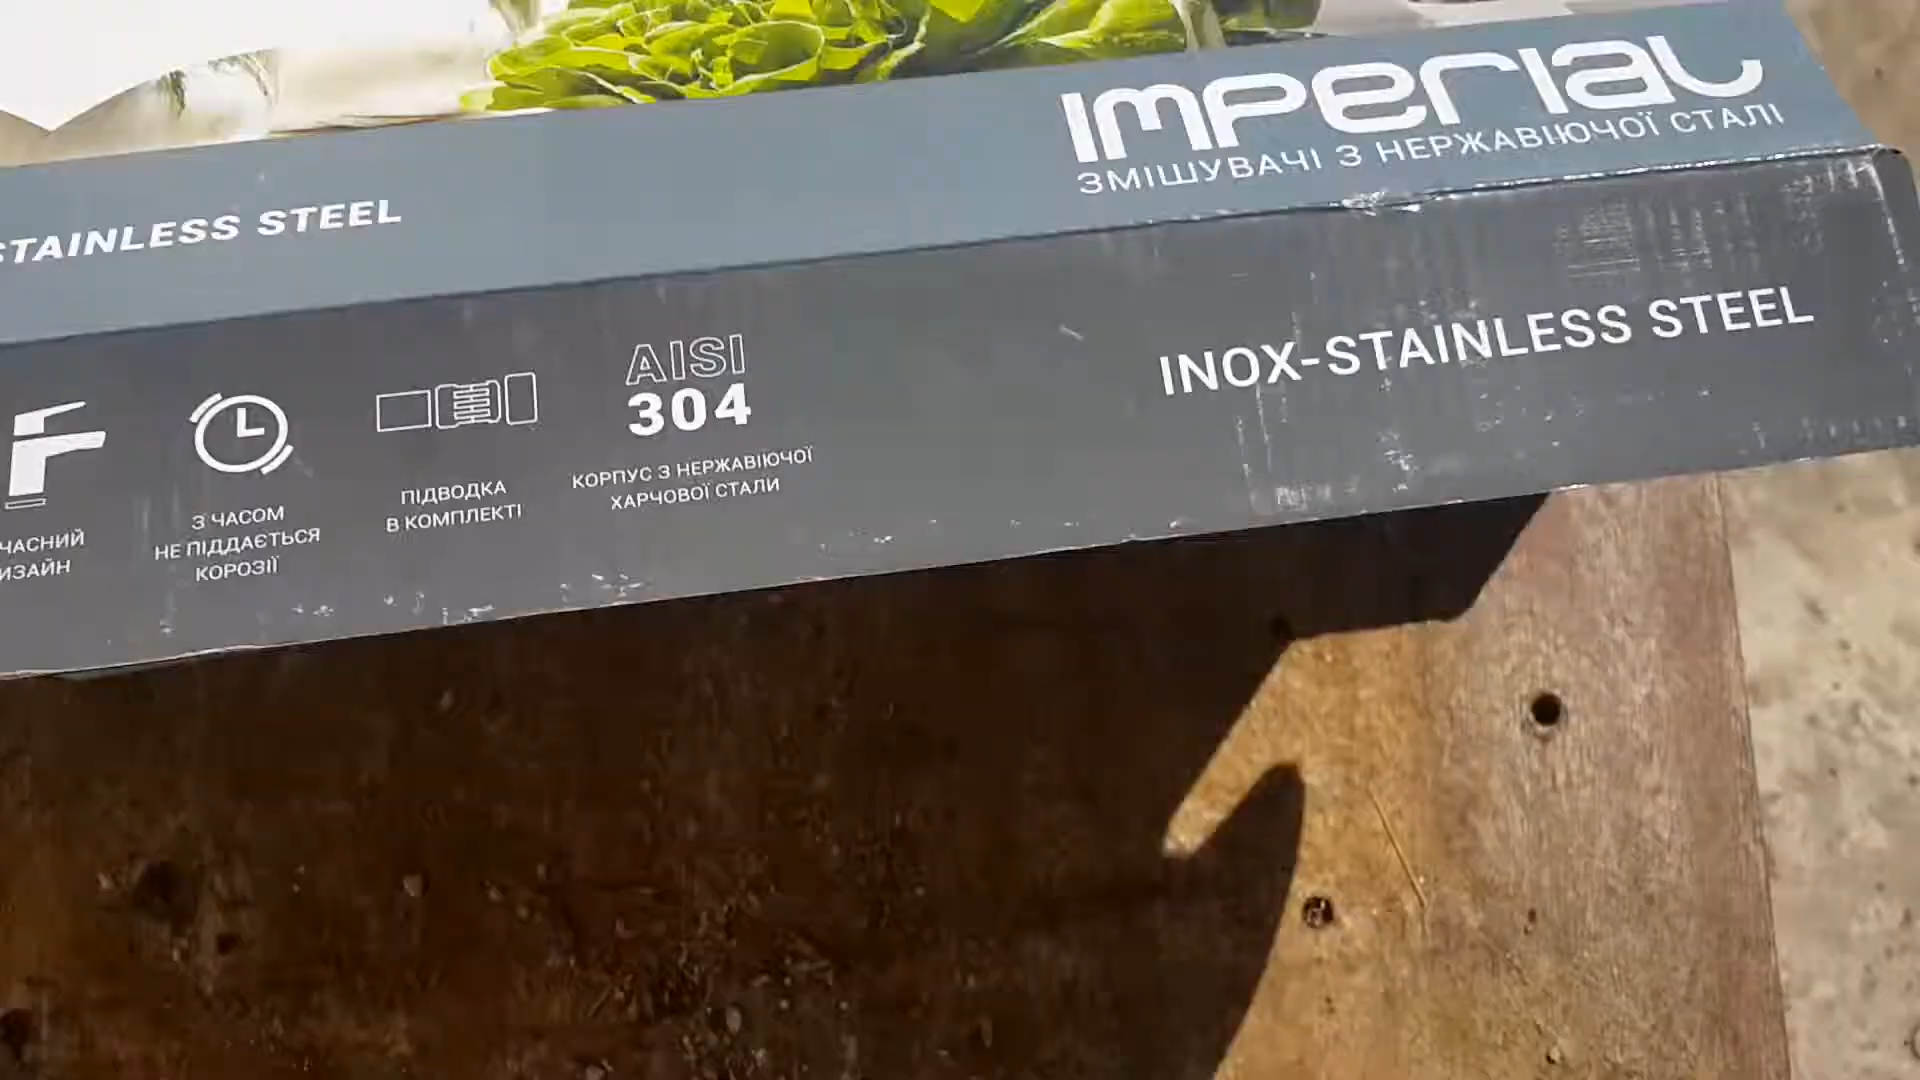 IMPERIAL
ЗМІШУВАЧІ З НЕРЖАВІЮЧОЇ СТАЛІ
STAINLESS STEEL
INOX-STAINLESS STEEL
AISI
304
КОРПУС З НЕРЖАВІЮЧОЇ
ХАРЧОВОЇ СТАЛИ
ПІДВОДКА
В КОМПЛЕКТІ
З ЧАСОМ
НЕ ПІДДАЄТЬСЯ
КОРОЗІЇ
ЧАСНИЙ
ИЗАЙН